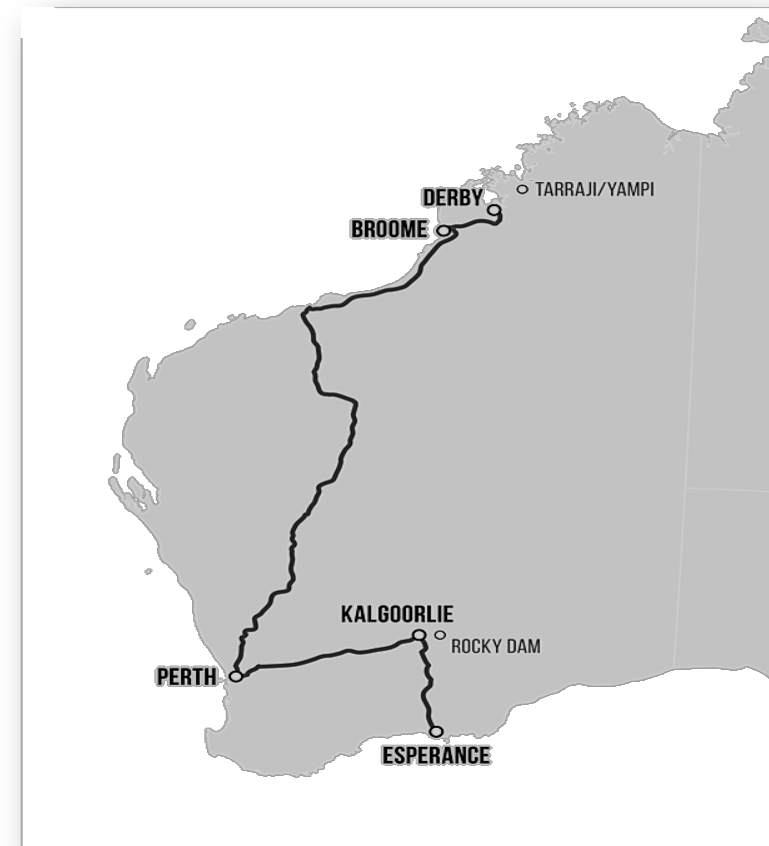 DERBY
TARRAJI/YAMPI
BROOME
KALGOORLIE
ROCKY DAM
PERTH
ESPERANCE